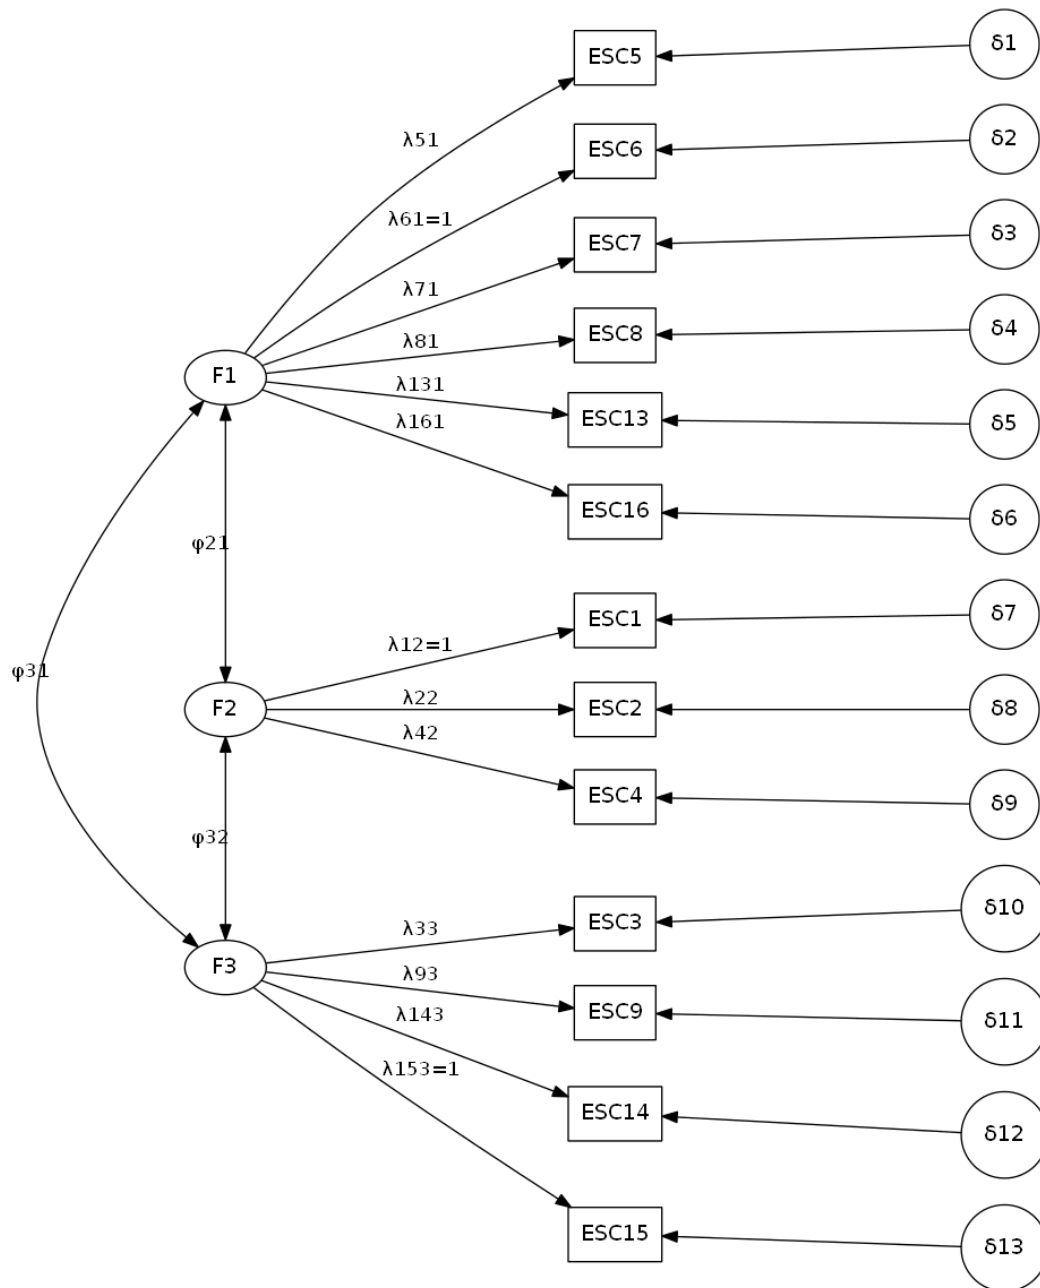 ESC5
δ1
λ51
ESC6
δ2
λ61=1
ESC7
δ3
λ71
ESC8
δ4
λ81
F1
λ131
ESC13
δ5
λ161
ESC16
δ6
φ21
ESC1
δ7
λ12=1
φ31
F2
λ22
ESC2
δ8
λ42
ESC4
δ9
φ32
ESC3
δ10
λ33
F3
λ93
ESC9
δ11
λ143
λ153=1
ESC14
δ12
ESC15
δ13